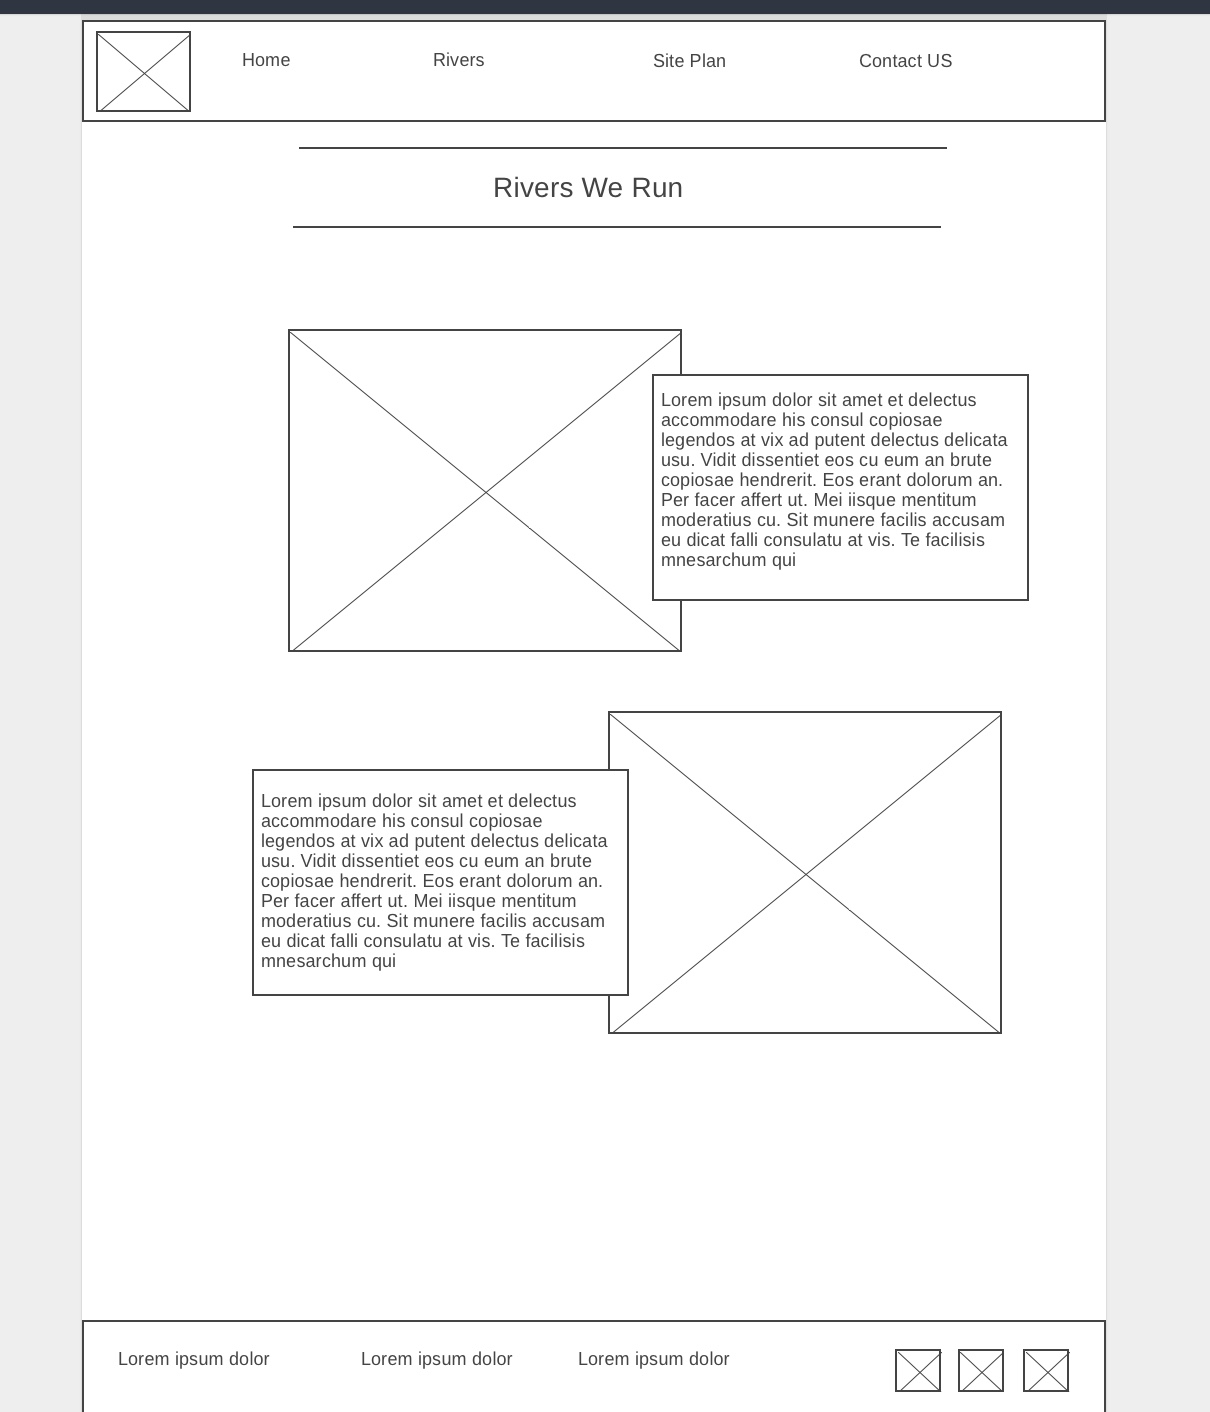 Home Rivers Site Plan Contact US
Rivers We Run
Lorem ipsum dolor sit amet et delectus
accommodare his consul copiosae
legendos at vix ad putent delectus delicata
usu. Vidit dissentiet eos cu eum an brute
copiosae hendrerit. Eos erant dolorum an.
Per facer affert ut. Mei iisque mentitum
moderatius cu. Sit munere facilis accusam
eu dicat falli consulatu at vis. Te facilisis
mnesarchum qui
Lorem ipsum dolor sit amet et delectus
accommodare his consul copiosae
legendos at vix ad putent delectus delicata
usu. Vidit dissentiet eos cu eum an brute
copiosae hendrerit. Eos erant dolorum an.
Per facer affert ut. Mei iisque mentitum
moderatius cu. Sit munere facilis accusam
eu dicat falli consulatu at vis. Te facilisis
mnesarchum qui
Lorem ipsum dolor Lorem ipsum dolor Lorem ipsum dolor